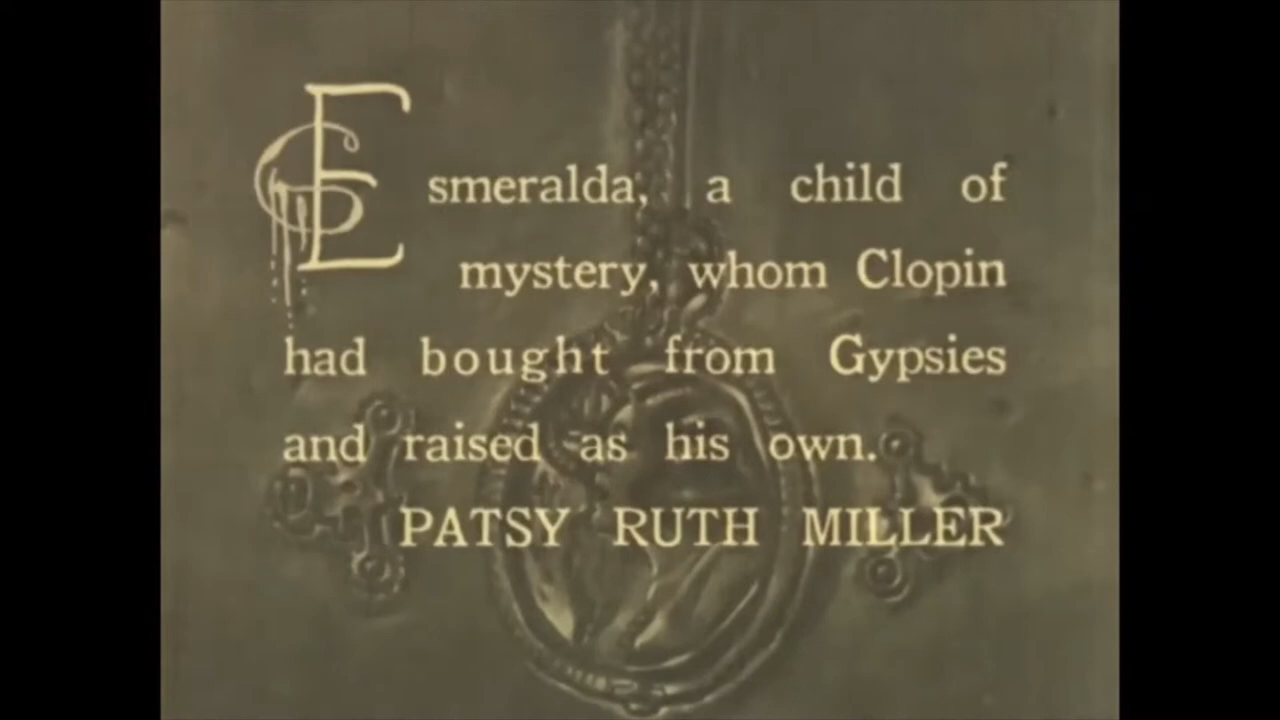 Esmeralda, a child of
mystery, whom Clopin
had bought from Gypsies
and raised as his own.
PATSY RUTH MILLER